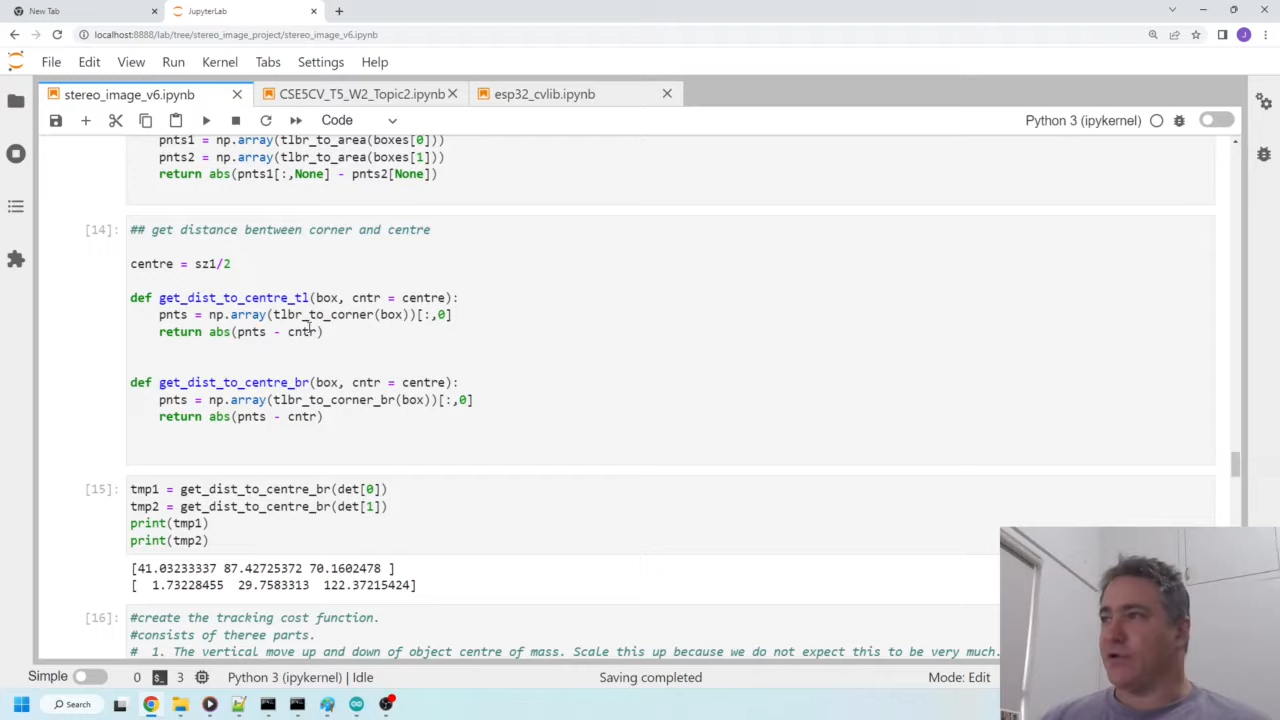 New Tab
JupyterLab
localhost:8888/lab/tree/stereo_image_project/stereo_image_v6.ipynb
J
File Edit View Run Kernel Tabs Settings Help
stereo_image_v6.ipynb
CSE5CV_T5_W2_Topic2.ipynb
esp32_cvlib.ipynb
Code
Python 3 (ipykernel)
pnts1 = np.array(tlbr_to_area(boxes[0]))
pnts2 = np.array(tlbr_to_area(boxes[1]))
return abs(pnts1[:,None] - pnts2[None])
[14]:
## get distance bentween corner and centre
centre = sz1/2
def get_dist_to_centre_tl(box, cntr = centre):
pnts = np.array(tlbr_to_corner(box))[:,0]
return abs(pnts - cntr)
def get_dist_to_centre_br(box, cntr = centre):
pnts = np.array(tlbr_to_corner_br(box))[:,0]
return abs(pnts - cntr)
[15]:
tmp1 = get_dist_to_centre_br(det[0])
tmp2 = get_dist_to_centre_br(det[1])
print(tmp1)
print(tmp2)
[41.03233337 87.42725372 70.1602478 ]
[ 1.73228455 29.7583313 122.37215424]
[16]:
#create the tracking cost function.
#consists of theree parts.
# 1. The vertical move up and down of object centre of mass. Scale this up because we do not expect this to be very much.
Simple
0
3
Python 3 (ipykernel) | Idle
Saving completed
Mode: Edit
Search